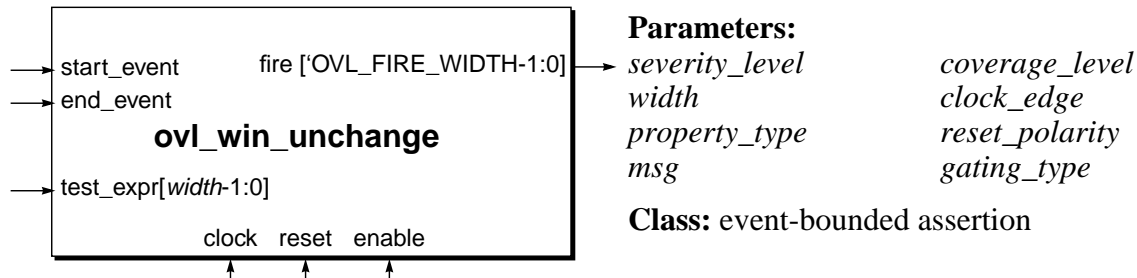 start_event
fire [‘OVL_FIRE_WIDTH-1:0]
end_event
ovl_win_unchange
test_expr[width-1:0]
clock reset enable
Parameters:
severity_level coverage_level
width clock_edge
property_type reset_polarity
msg gating_type
Class: event-bounded assertion